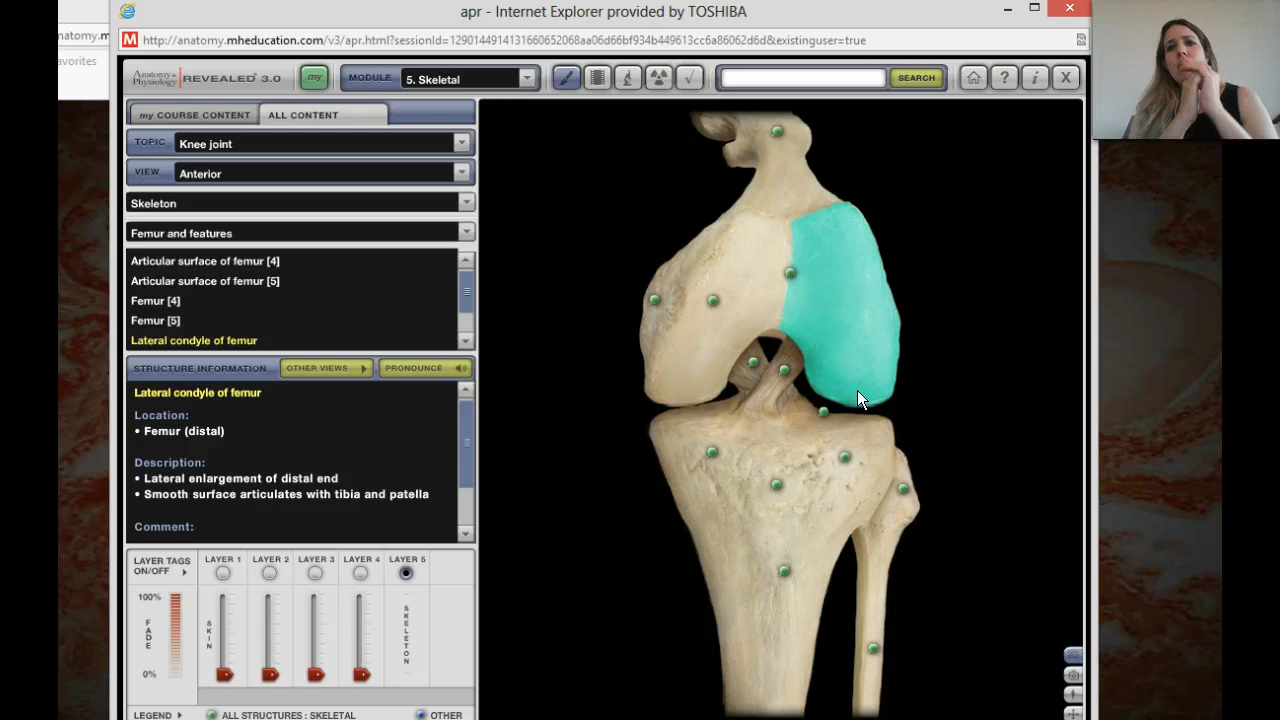 apr - Internet Explorer provided by TOSHIBA
natomy.m
avorites
M http://anatomy.mheducation.com/v3/apr.html?sessionId=1290144914131660652068aa06d66bf934b449613cc6a86062d6d&existinguser=true
Anatomy & Physiology REVEALED® 3.0
my
MODULE 5. Skeletal
SEARCH
? i X
my COURSE CONTENT
ALL CONTENT
TOPIC Knee joint
VIEW Anterior
Skeleton
Femur and features
Articular surface of femur [4]
Articular surface of femur [5]
Femur [4]
Femur [5]
Lateral condyle of femur
STRUCTURE INFORMATION OTHER VIEWS PRONOUNCE
Lateral condyle of femur
Location:
• Femur (distal)
Description:
• Lateral enlargement of distal end
• Smooth surface articulates with tibia and patella
Comment:
LAYER TAGS
ON/OFF
LAYER 1 LAYER 2 LAYER 3 LAYER 4 LAYER 5
100%
FADE
0%
SKIN
SKELETON
LEGEND
ALL STRUCTURES : SKELETAL
OTHER